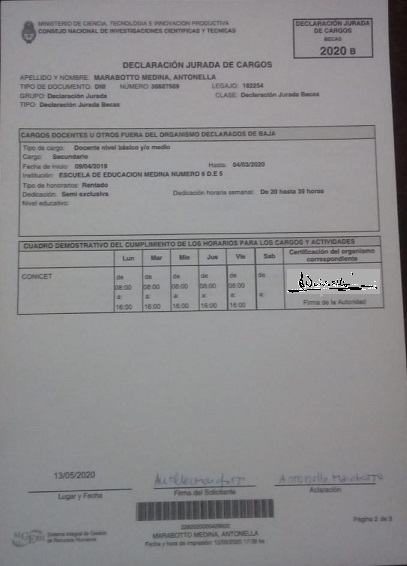 MINISTERIO DE CIENCIA, TECNOLOGIA E INNOVACION PRODUCTIVA
CONSEJO NACIONAL DE INVESTIGACIONES CIENTIFICAS Y TECNICAS
DECLARACIÓN JURADA
DE CARGOS
BECAS
2020 B
DECLARACIÓN JURADA DE CARGOS
APELLIDO Y NOMBRE: MARABOTTO MEDINA, ANTONELLA
TIPO DE DOCUMENTO: DNI NÚMERO: LEGAJO: 182254
GRUPO: Declaración Jurada CLASE: Declaración Jurada Becas
TIPO: Declaración Jurada Becas
CARGOS DOCENTES U OTROS FUERA DEL ORGANISMO DECLARADOS DE BAJA
Tipo de cargo: Docente nivel básico y/o medio
Cargo: Secundario
Fecha de inicio: 09/04/2018 Hasta: 04/03/2020
Institución: ESCUELA DE EDUCACION MEDINA NUMERO 5 D.E 5
Tipo de honorarios: Rentado
Dedicación: Semi exclusiva Dedicación horaria semanal: De 20 hasta 30 horas
Nivel educativo:
CUADRO DEMOSTRATIVO DEL CUMPLIMIENTO DE LOS HORARIOS PARA LOS CARGOS Y ACTIVIDADES
Lun Mar Mie Jue Vie Sab Certificación del organismo correspondiente
CONICET de de de de de de
08:00 08:00 08:00 08:00 08:00
a: a: a: a: a: a:
16:00 16:00 16:00 16:00 16:00
Firma de la Autoridad
13/05/2020 Antonella Marabotto
Lugar y Fecha Firma del Solicitante Aclaración
MARABOTTO MEDINA, ANTONELLA
Página 2 de 3
Sistema Integral de Gestión
de Recursos Humanos
Fecha y hora de impresión: